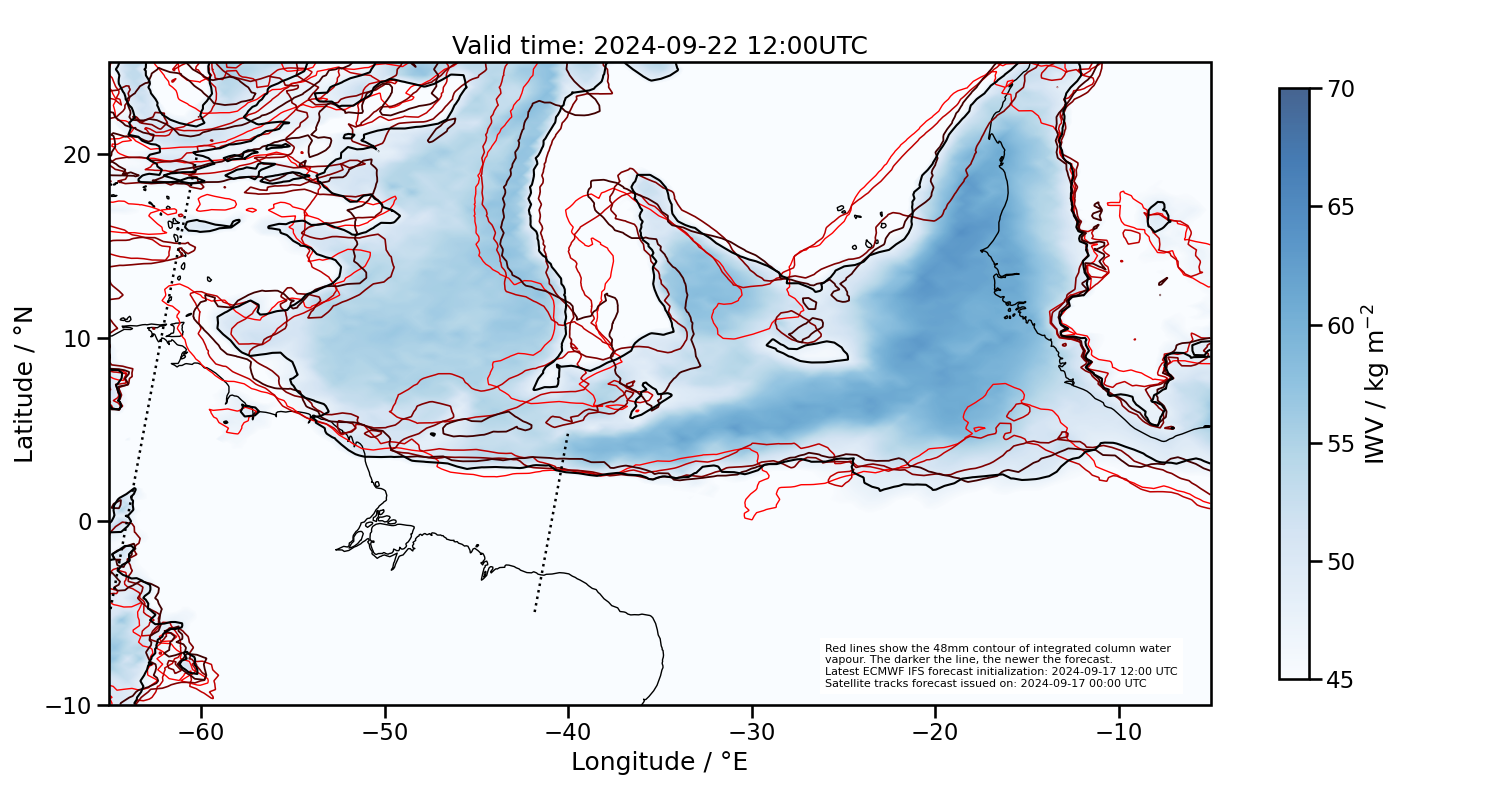 Valid time: 2024-09-22 12:00UTC
Latitude / °N
20
10
0
−10
−60
−50
−40
−30
−20
−10
Longitude / °E
Red lines show the 48mm contour of integrated column water
vapour. The darker the line, the newer the forecast.
Latest ECMWF IFS forecast initialization: 2024-09-17 12:00 UTC
Satellite tracks forecast issued on: 2024-09-17 00:00 UTC
70
65
60
55
50
45
IWV / kg m⁻²